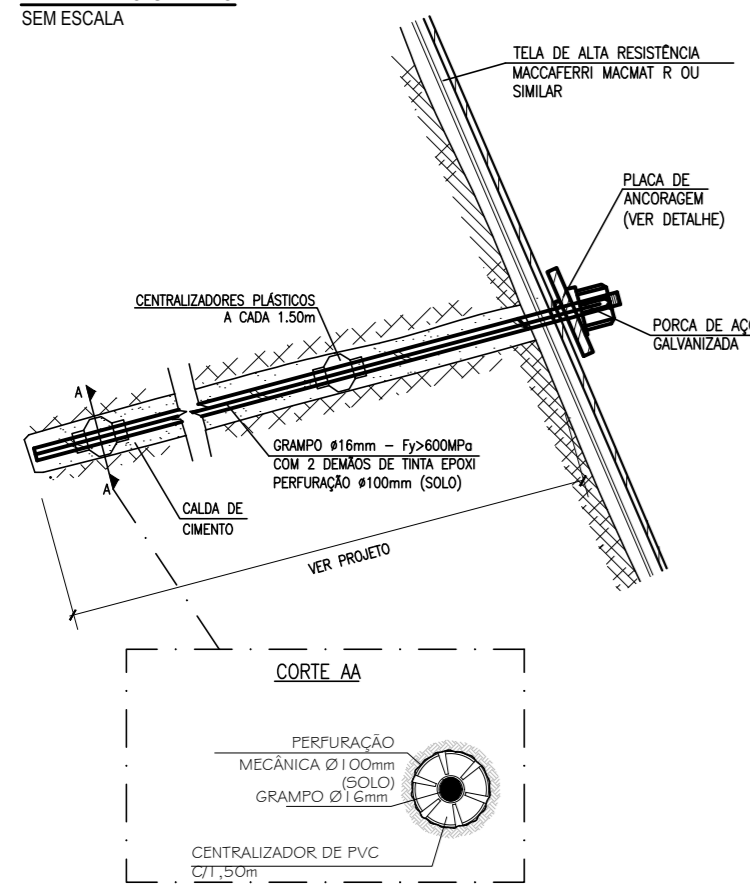 SEM ESCALA
TELA DE ALTA RESISTÊNCIA
MACCAFERRI MACMAT R OU
SIMILAR
PLACA DE
ANCORAGEM
(VER DETALHE)
CENTRALIZADORES PLÁSTICOS
A CADA 1.50m
PORCA DE AÇO
GALVANIZADA
A
A
GRAMPO ø16mm – Fy>600MPa
COM 2 DEMÃOS DE TINTA EPOXI
PERFURAÇÃO ø100mm (SOLO)
CALDA DE
CIMENTO
VER PROJETO
CORTE AA
PERFURAÇÃO
MECÂNICA Ø100mm
(SOLO)
GRAMPO Ø16mm
CENTRALIZADOR DE PVC
C/1,50m